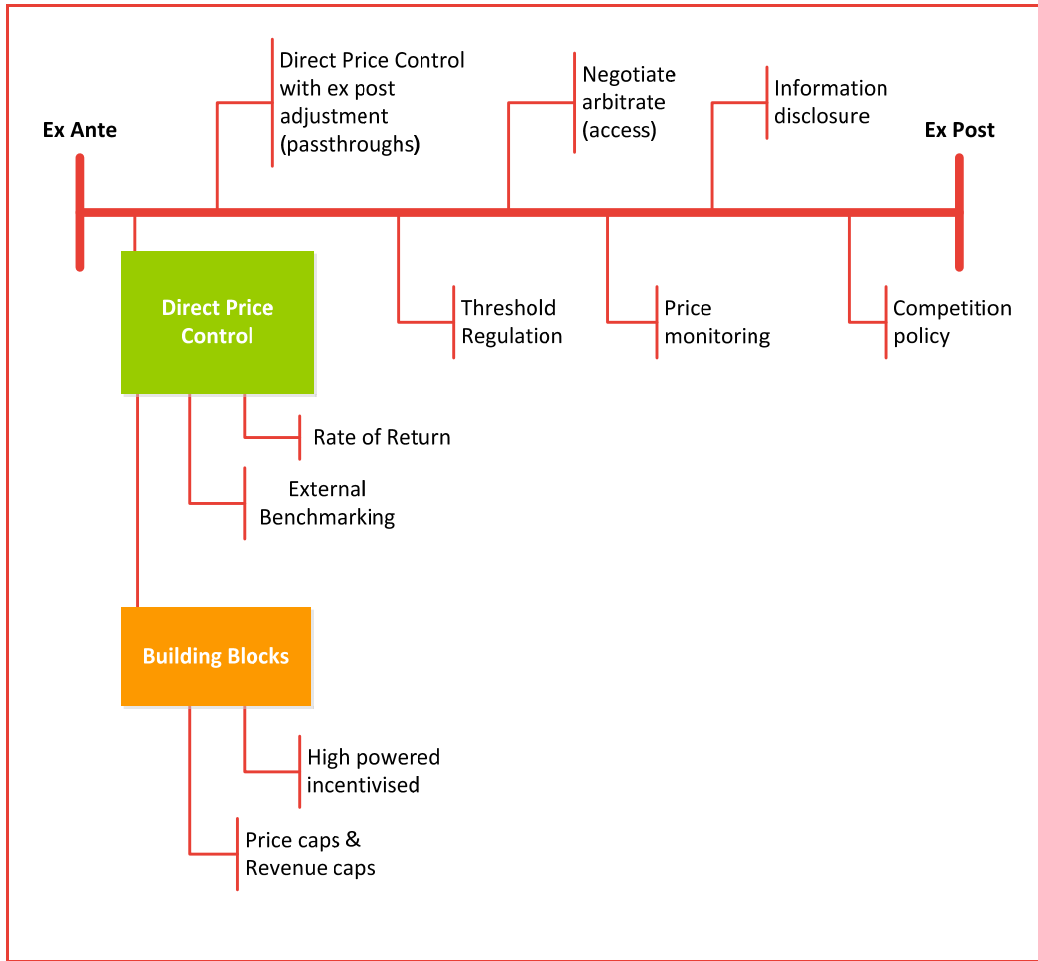 Direct Price Control
with ex post
adjustment
(passthroughs)
Negotiate
arbitrate
(access)
Information
disclosure
Ex Ante
Ex Post
Direct Price
Control
Threshold
Regulation
Price
monitoring
Competition
policy
Rate of Return
External
Benchmarking
Building Blocks
High powered
incentivised
Price caps &
Revenue caps